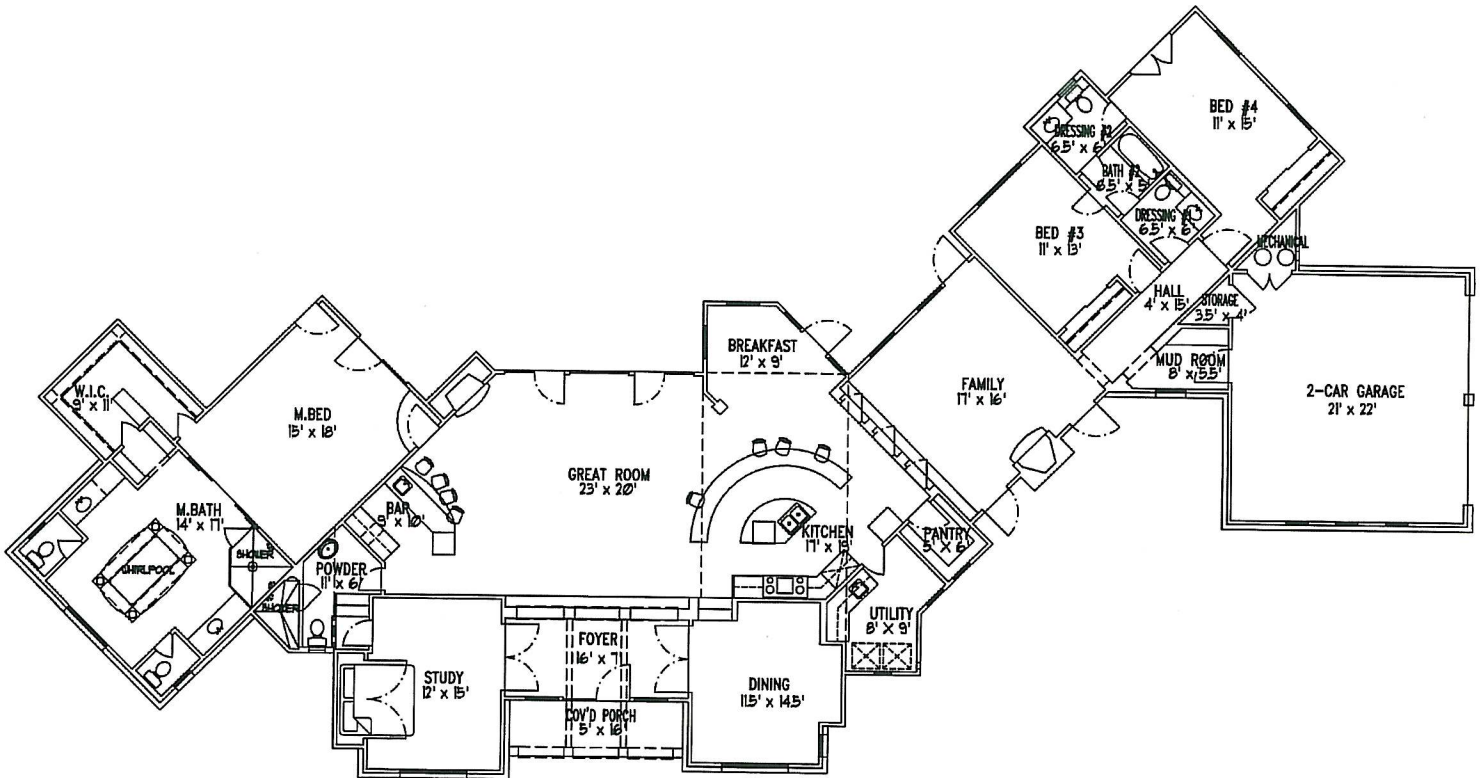 BED #4
11' x 15'
DRESSING #2
6.5' x 6'
BATH #2
6.5' x 5'
DRESSING #1
6.5' x 6'
BED #3
11' x 13'
MECHANICAL
HALL
4' x 15'
STORAGE
3.5' x 4'
MUD ROOM
8' x 5.5'
2-CAR GARAGE
21' x 22'
BREAKFAST
12' x 9'
FAMILY
17' x 16'
W.I.C.
9' x 11'
M.BED
15' x 18'
GREAT ROOM
23' x 20'
BAR
9' x 10'
M.BATH
14' x 17'
SHOWER
WHIRLPOOL
POWDER
11' x 6'
SHOWER
KITCHEN
PANTRY
5' x 6'
UTILITY
8' x 9'
FOYER
16' x 7'
STUDY
12' x 15'
DINING
11.5' x 14.5'
COV'D PORCH
5' x 16'